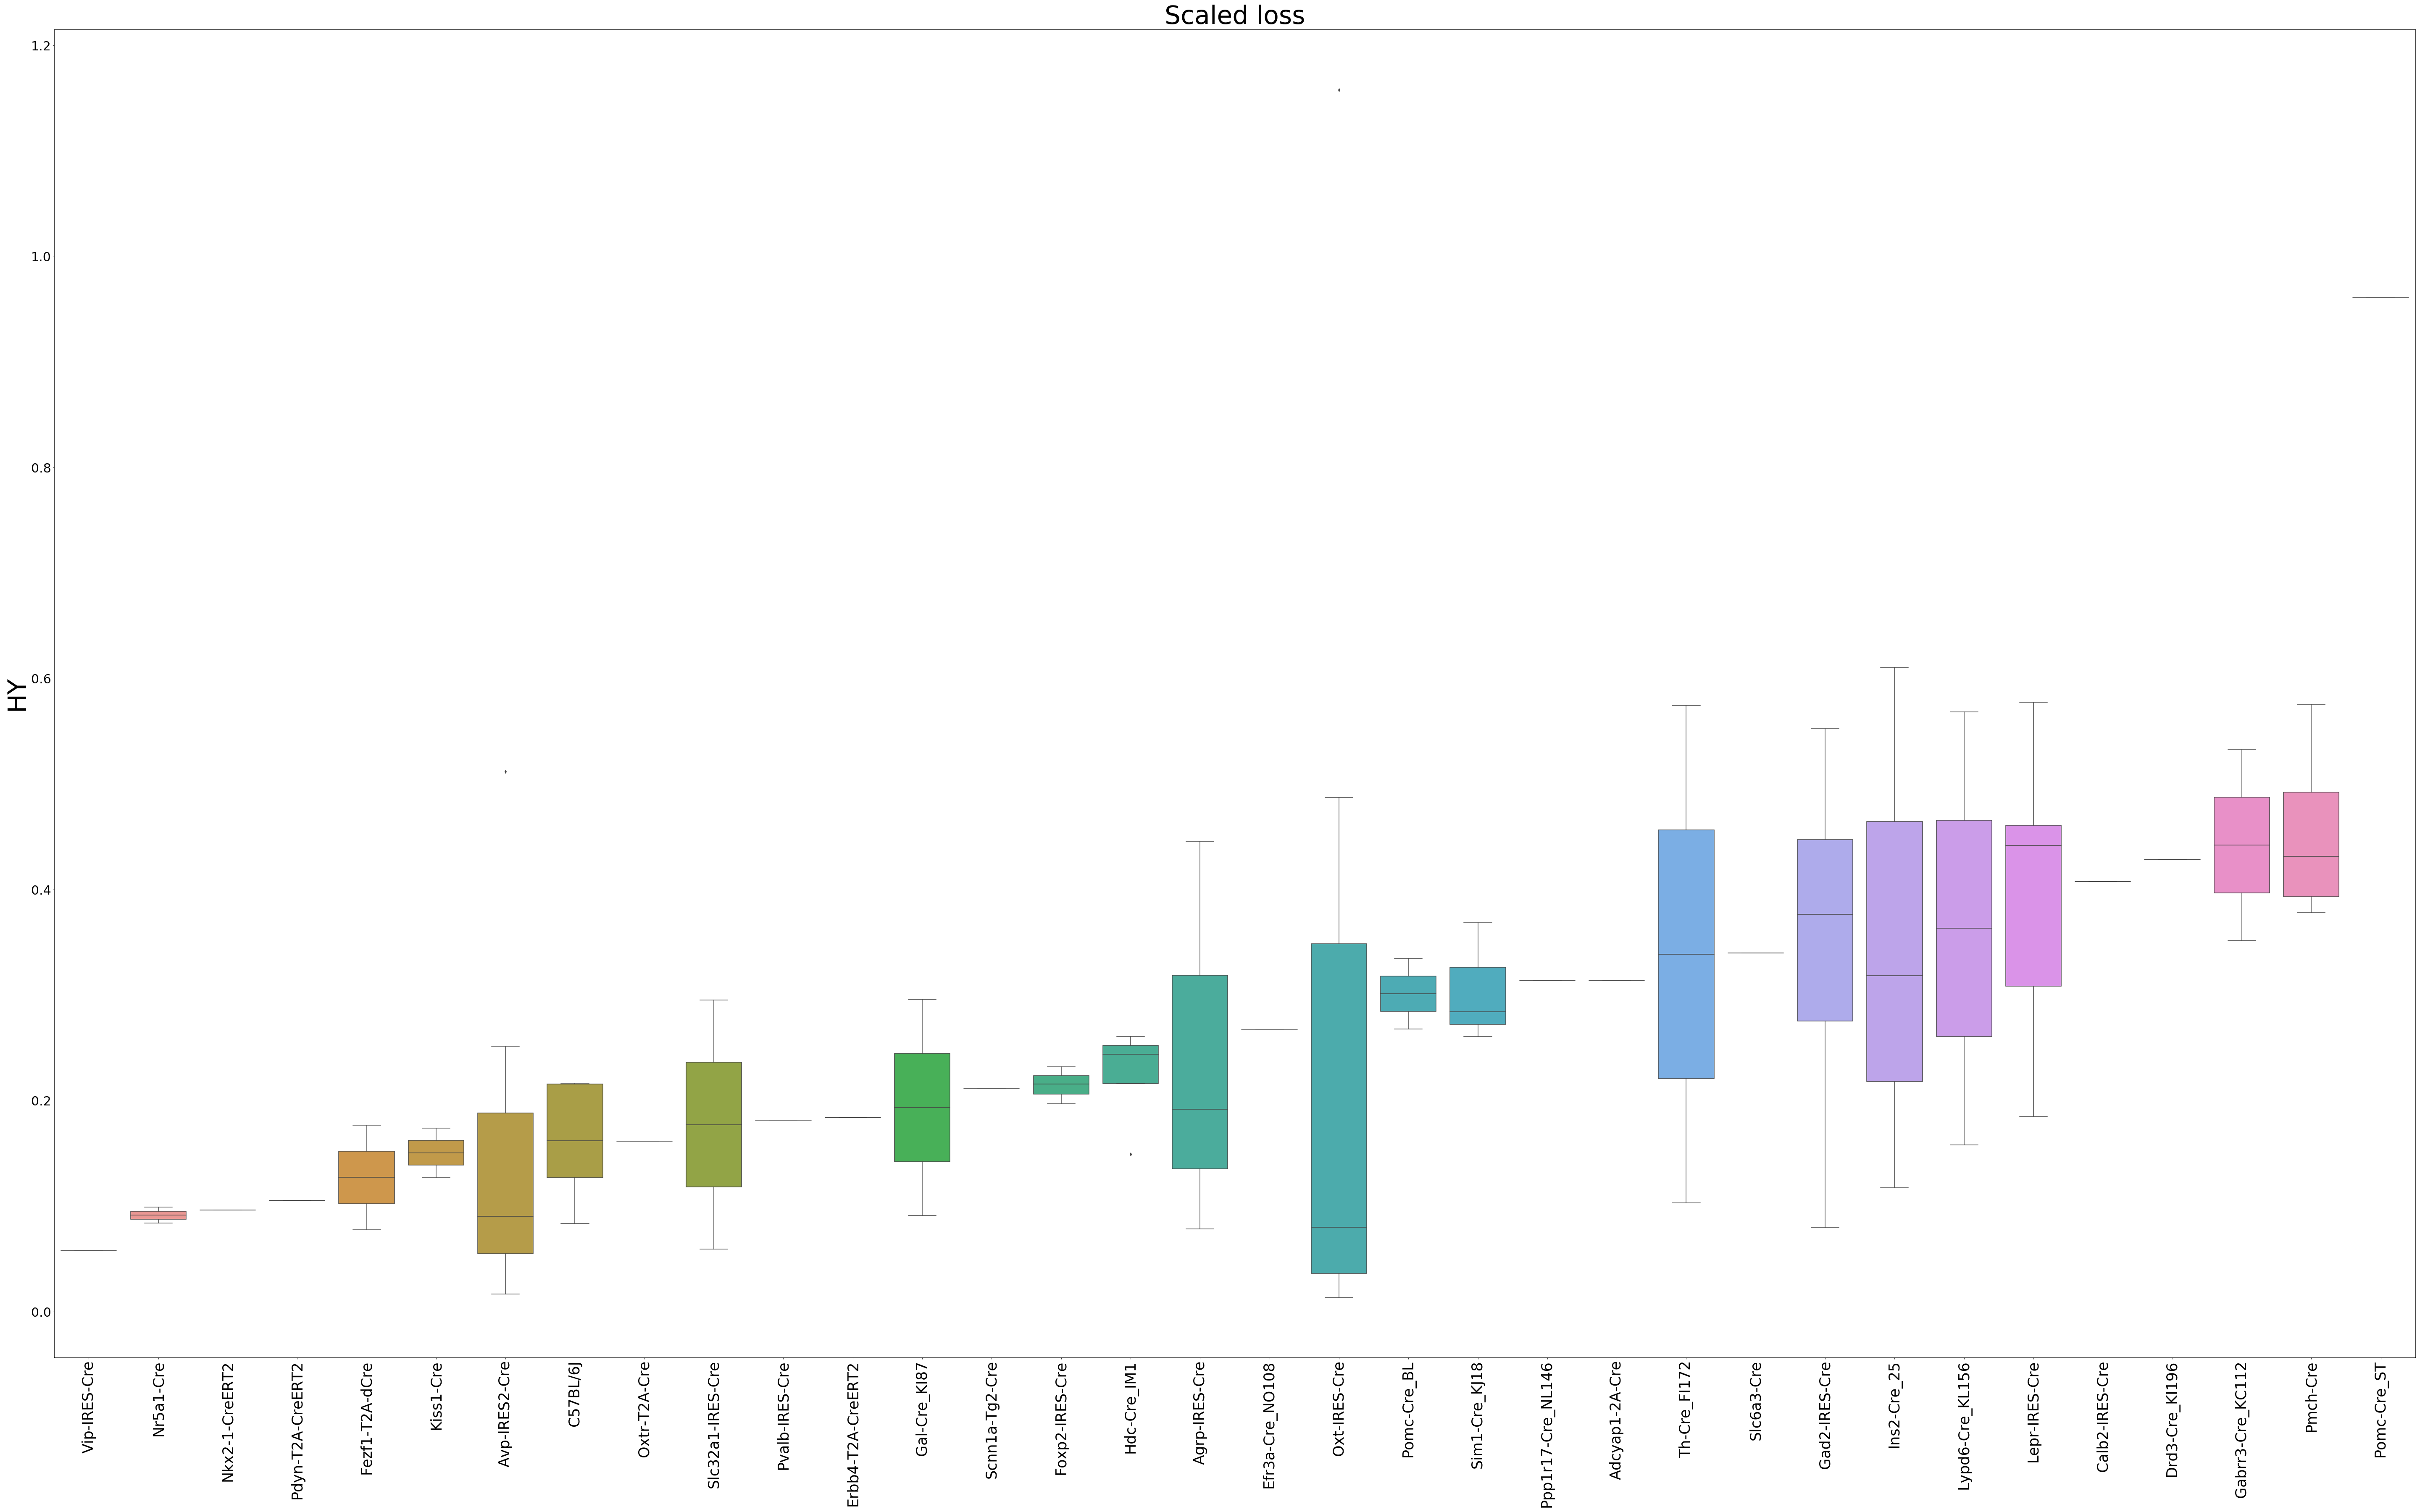 Scaled loss
1.2
1.0
0.8
0.6
0.4
0.2
0.0
HY
Vip-IRES-Cre
Nr5a1-Cre
Nkx2-1-CreERT2
Pdyn-T2A-CreERT2
Fezf1-T2A-dCre
Kiss1-Cre
Avp-IRES2-Cre
C57BL/6J
Oxtr-T2A-Cre
Slc32a1-IRES-Cre
Pvalb-IRES-Cre
Erbb4-T2A-CreERT2
Gal-Cre_KI87
Scnn1a-Tg2-Cre
Foxp2-IRES-Cre
Hdc-Cre_IM1
Agrp-IRES-Cre
Efr3a-Cre_NO108
Oxt-IRES-Cre
Pomc-Cre_BL
Sim1-Cre_KJ18
Ppp1r17-Cre_NL146
Adcyap1-2A-Cre
Th-Cre_FI172
Slc6a3-Cre
Gad2-IRES-Cre
Ins2-Cre_25
Lypd6-Cre_KL156
Lepr-IRES-Cre
Calb2-IRES-Cre
Drd3-Cre_KI196
Gabrr3-Cre_KC112
Pmch-Cre
Pomc-Cre_ST